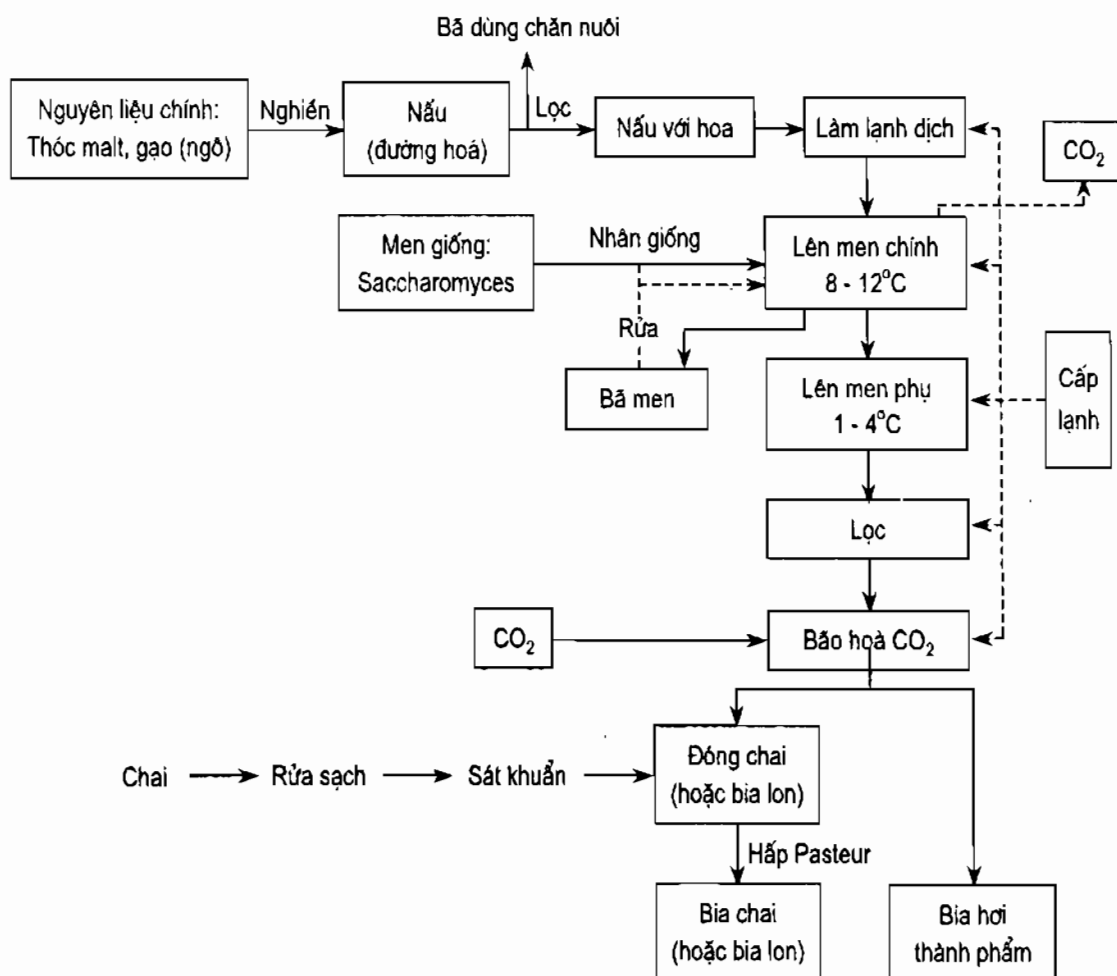 Bã dùng chăn nuôi
Nguyên liệu chính:
Thóc malt, gạo (ngô)
Nghiền
Nấu
(đường hoá)
Lọc
Nấu với hoa
Làm lạnh dịch
CO₂
Men giống:
Saccharomyces
Nhân giống
Lên men chính
8 - 12°C
Rửa
Bã men
Lên men phụ
1 - 4°C
Cấp
lạnh
Lọc
CO₂
Bão hoà CO₂
Chai
Rửa sạch
Sát khuẩn
Đóng chai
(hoặc bia lon)
Hấp Pasteur
Bia chai
(hoặc bia lon)
Bia hơi
thành phẩm